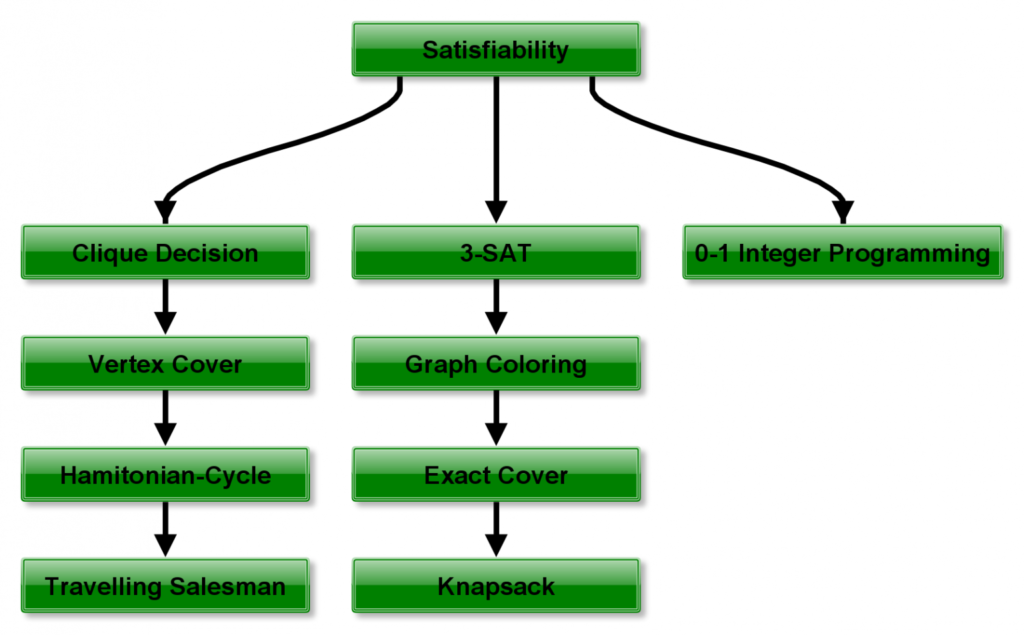 Satisfiability
Clique Decision
3-SAT
0-1 Integer Programming
Vertex Cover
Graph Coloring
Hamitonian-Cycle
Exact Cover
Travelling Salesman
Knapsack